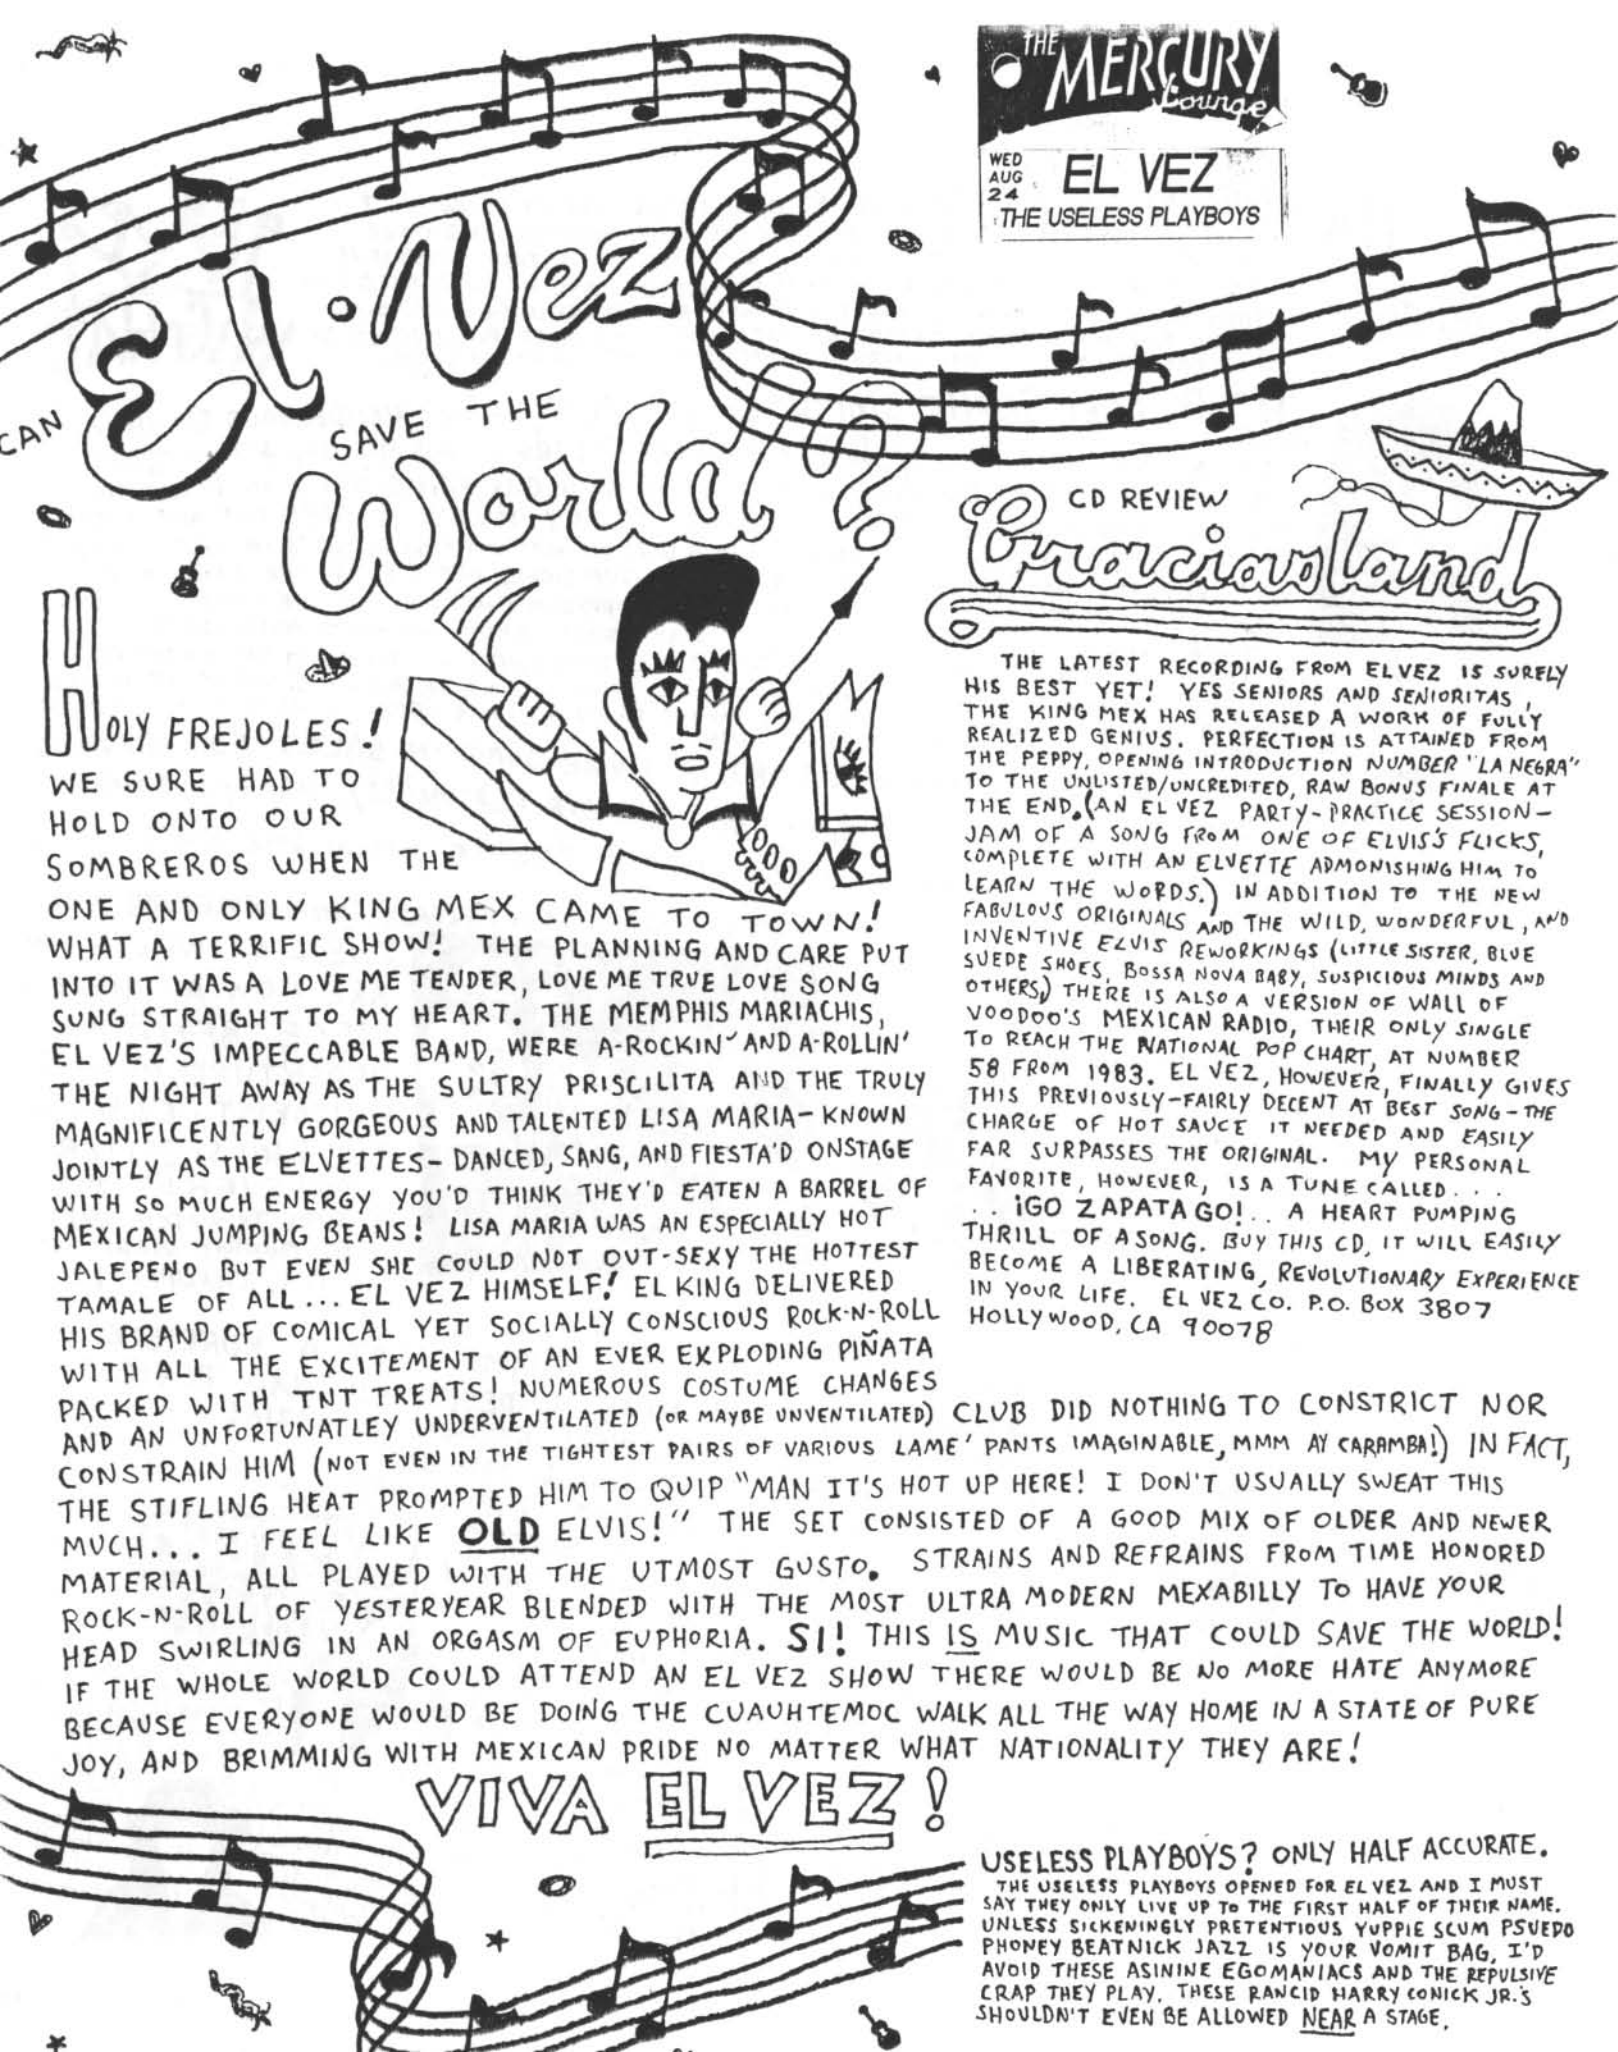 THE MERCURY
Lounge
WED
AUG
24
EL VEZ
THE USELESS PLAYBOYS
CAN
El Vez
SAVE THE
World?
HOLY FREJOLES!
WE SURE HAD TO
HOLD ONTO OUR
SOMBREROS WHEN THE
ONE AND ONLY KING MEX CAME TO TOWN!
WHAT A TERRIFIC SHOW! THE PLANNING AND CARE PUT
INTO IT WAS A LOVE ME TENDER, LOVE ME TRUE LOVE SONG
SUNG STRAIGHT TO MY HEART. THE MEMPHIS MARIACHIS,
EL VEZ'S IMPECCABLE BAND, WERE A-ROCKIN' AND A-ROLLIN'
THE NIGHT AWAY AS THE SULTRY PRISCILITA AND THE TRULY
MAGNIFICENTLY GORGEOUS AND TALENTED LISA MARIA- KNOWN
JOINTLY AS THE ELVETTES- DANCED, SANG, AND FIESTA'D ONSTAGE
WITH SO MUCH ENERGY YOU'D THINK THEY'D EATEN A BARREL OF
MEXICAN JUMPING BEANS! LISA MARIA WAS AN ESPECIALLY HOT
JALEPENO BUT EVEN SHE COULD NOT OUT-SEXY THE HOTTEST
TAMALE OF ALL... EL VEZ HIMSELF! EL KING DELIVERED
HIS BRAND OF COMICAL YET SOCIALLY CONSCIOUS ROCK-N-ROLL
WITH ALL THE EXCITEMENT OF AN EVER EXPLODING PIÑATA
PACKED WITH TNT TREATS! NUMEROUS COSTUME CHANGES
AND AN UNFORTUNATLEY UNDERVENTILATED (OR MAYBE UNVENTILATED) CLUB DID NOTHING TO CONSTRICT NOR
CONSTRAIN HIM (NOT EVEN IN THE TIGHTEST PAIRS OF VARIOUS LAME' PANTS IMAGINABLE, MMM AY CARAMBA!) IN FACT,
THE STIFLING HEAT PROMPTED HIM TO QUIP "MAN IT'S HOT UP HERE! I DON'T USUALLY SWEAT THIS
MUCH... I FEEL LIKE OLD ELVIS!" THE SET CONSISTED OF A GOOD MIX OF OLDER AND NEWER
MATERIAL, ALL PLAYED WITH THE UTMOST GUSTO. STRAINS AND REFRAINS FROM TIME HONORED
ROCK-N-ROLL OF YESTERYEAR BLENDED WITH THE MOST ULTRA MODERN MEXABILLY TO HAVE YOUR
HEAD SWIRLING IN AN ORGASM OF EUPHORIA. SI! THIS IS MUSIC THAT COULD SAVE THE WORLD!
IF THE WHOLE WORLD COULD ATTEND AN EL VEZ SHOW THERE WOULD BE NO MORE HATE ANYMORE
BECAUSE EVERYONE WOULD BE DOING THE CUAUHTEMOC WALK ALL THE WAY HOME IN A STATE OF PURE
JOY, AND BRIMMING WITH MEXICAN PRIDE NO MATTER WHAT NATIONALITY THEY ARE!
VIVA EL VEZ!
CD REVIEW
Graciasland
THE LATEST RECORDING FROM EL VEZ IS SURELY
HIS BEST YET! YES SENIORS AND SENIORITAS,
THE KING MEX HAS RELEASED A WORK OF FULLY
REALIZED GENIUS. PERFECTION IS ATTAINED FROM
THE PEPPY, OPENING INTRODUCTION NUMBER "LA NEGRA"
TO THE UNLISTED/UNCREDITED, RAW BONUS FINALE AT
THE END. (AN EL VEZ PARTY-PRACTICE SESSION-
JAM OF A SONG FROM ONE OF ELVIS'S FLICKS,
COMPLETE WITH AN ELVETTE ADMONISHING HIM TO
LEARN THE WORDS.) IN ADDITION TO THE NEW
FABULOUS ORIGINALS AND THE WILD, WONDERFUL, AND
INVENTIVE ELVIS REWORKINGS (LITTLE SISTER, BLUE
SUEDE SHOES, BOSSA NOVA BABY, SUSPICIOUS MINDS AND
OTHERS,) THERE IS ALSO A VERSION OF WALL OF
VOODOO'S MEXICAN RADIO, THEIR ONLY SINGLE
TO REACH THE NATIONAL POP CHART, AT NUMBER
58 FROM 1983. EL VEZ, HOWEVER, FINALLY GIVES
THIS PREVIOUSLY-FAIRLY DECENT AT BEST SONG - THE
CHARGE OF HOT SAUCE IT NEEDED AND EASILY
FAR SURPASSES THE ORIGINAL. MY PERSONAL
FAVORITE, HOWEVER, IS A TUNE CALLED...
.. ¡GO ZAPATA GO!.. A HEART PUMPING
THRILL OF A SONG. BUY THIS CD, IT WILL EASILY
BECOME A LIBERATING, REVOLUTIONARY EXPERIENCE
IN YOUR LIFE. EL VEZ CO. P.O. BOX 3807
HOLLYWOOD, CA 90078
USELESS PLAYBOYS? ONLY HALF ACCURATE.
THE USELESS PLAYBOYS OPENED FOR EL VEZ AND I MUST
SAY THEY ONLY LIVE UP TO THE FIRST HALF OF THEIR NAME.
UNLESS SICKENINGLY PRETENTIOUS YUPPIE SCUM PSUEDO
PHONEY BEATNICK JAZZ IS YOUR VOMIT BAG, I'D
AVOID THESE ASININE EGOMANIACS AND THE REPULSIVE
CRAP THEY PLAY. THESE RANCID HARRY CONICK JR.'S
SHOULDN'T EVEN BE ALLOWED NEAR A STAGE.